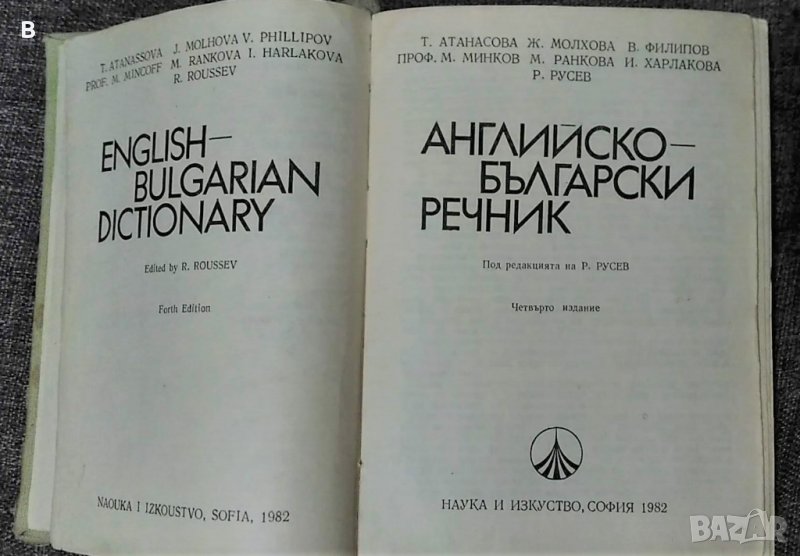 B
T. ATANASSOVA J. MOLHOVA V. PHILLIPOV
PROF. M. MINCOFF M. RANKOVA I. HARLAKOVA
R. ROUSSEV
ENGLISH—
BULGARIAN
DICTIONARY
Edited by R. ROUSSEV
Forth Edition
NAOUKA I IZKOUSTVO, SOFIA, 1982
Т. АТАНАСОВА Ж. МОЛХОВА В. ФИЛИПОВ
ПРОФ. М. МИНКОВ М. РАНКОВА И. ХАРЛАКОВА
Р. РУСЕВ
АНГЛИЙСКО—
БЪЛГАРСКИ
РЕЧНИК
Под редакцията на Р. РУСЕВ
Четвърто издание
НАУКА И ИЗКУСТВО, СОФИЯ 1982
BAZAR